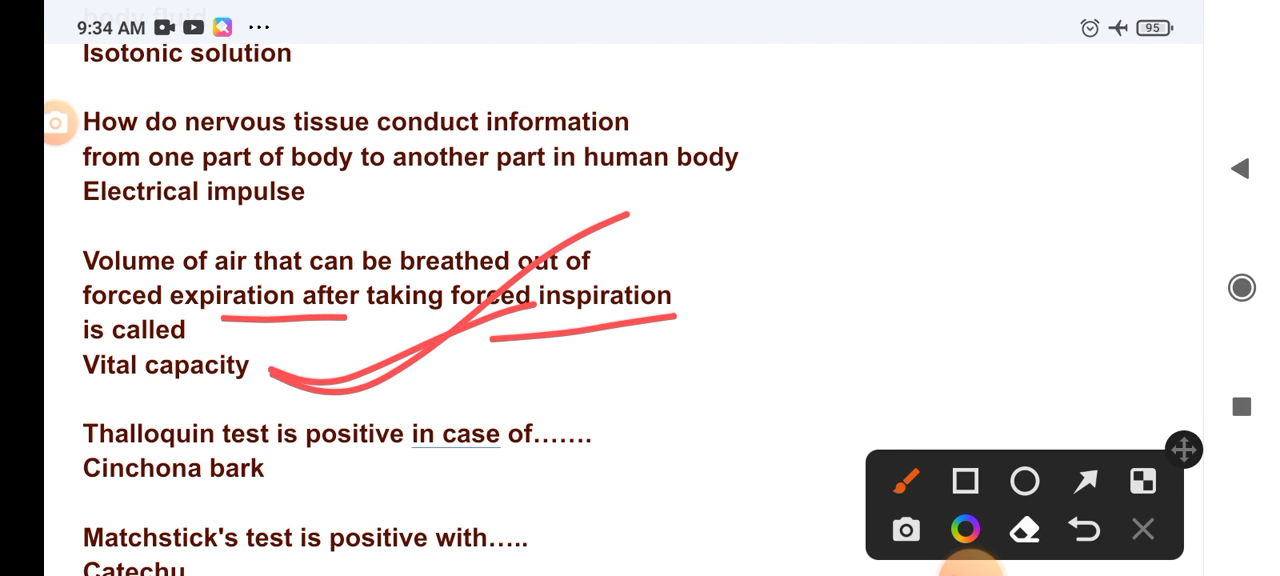 body fluid
9:34 AM
95
Isotonic solution
How do nervous tissue conduct information
from one part of body to another part in human body
Electrical impulse
Volume of air that can be breathed out of
forced expiration after taking forced inspiration
is called
Vital capacity
Thalloquin test is positive in case of.......
Cinchona bark
Matchstick's test is positive with.....
Catechu